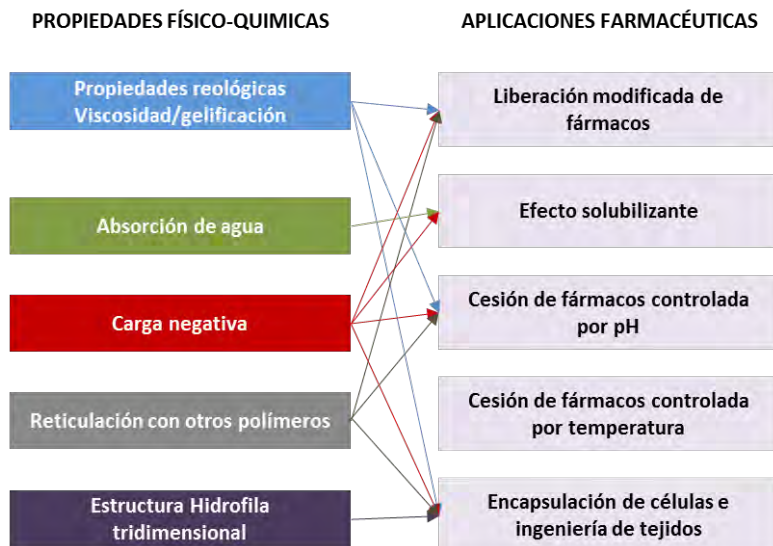 PROPIEDADES FÍSICO-QUIMICAS
APLICACIONES FARMACÉUTICAS
Propiedades reológicas
Viscosidad/gelificación
Liberación modificada de
fármacos
Absorción de agua
Efecto solubilizante
Carga negativa
Cesión de fármacos controlada
por pH
Reticulación con otros polímeros
Cesión de fármacos controlada
por temperatura
Estructura Hidrofila
tridimensional
Encapsulación de células e
ingeniería de tejidos